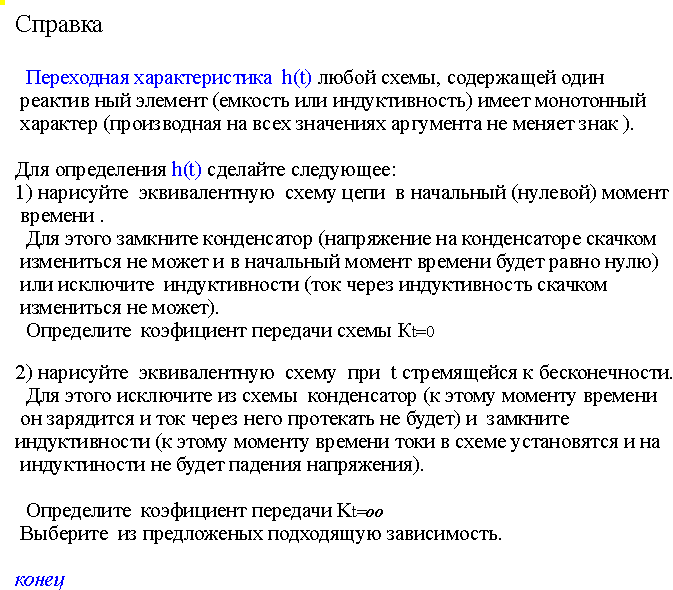 Справка
Переходная характеристика h(t) любой схемы, содержащей один
реактив ный элемент (емкость или индуктивность) имеет монотонный
характер (производная на всех значениях аргумента не меняет знак ).
Для определения h(t) сделайте следующее:
1) нарисуйте эквивалентную схему цепи в начальный (нулевой) момент
времени .
Для этого замкните конденсатор (напряжение на конденсаторе скачком
измениться не может и в начальный момент времени будет равно нулю)
или исключите индуктивности (ток через индуктивность скачком
измениться не может).
Определите коэфициент передачи схемы Kt=0
2) нарисуйте эквивалентную схему при t стремящейся к бесконечности.
Для этого исключите из схемы конденсатор (к этому моменту времени
он зарядится и ток через него протекать не будет) и замкните
индуктивности (к этому моменту времени токи в схеме установятся и на
индуктиности не будет падения напряжения).
Определите коэфициент передачи Kt=oo
Выберите из предложеных подходящую зависимость.
конец